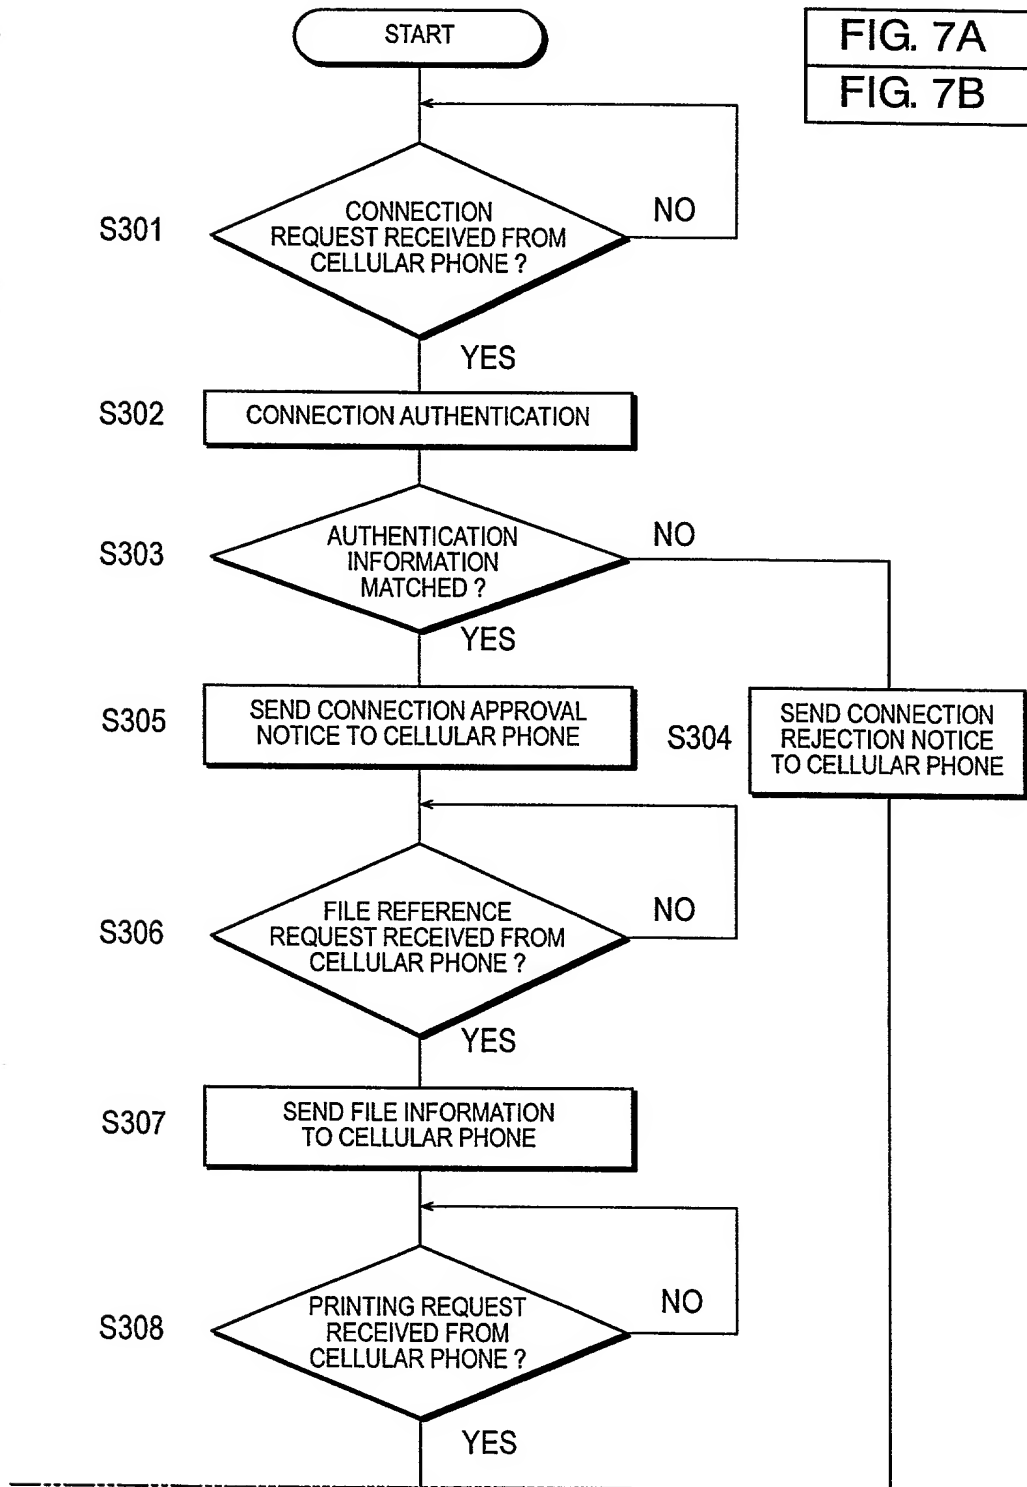 START
FIG. 7A
FIG. 7B
S301
CONNECTION
REQUEST RECEIVED FROM
CELLULAR PHONE ?
NO
YES
S302
CONNECTION AUTHENTICATION
S303
AUTHENTICATION
INFORMATION
MATCHED ?
NO
YES
S305
SEND CONNECTION APPROVAL
NOTICE TO CELLULAR PHONE
S304
SEND CONNECTION
REJECTION NOTICE
TO CELLULAR PHONE
S306
FILE REFERENCE
REQUEST RECEIVED FROM
CELLULAR PHONE ?
NO
YES
S307
SEND FILE INFORMATION
TO CELLULAR PHONE
S308
PRINTING REQUEST
RECEIVED FROM
CELLULAR PHONE ?
NO
YES